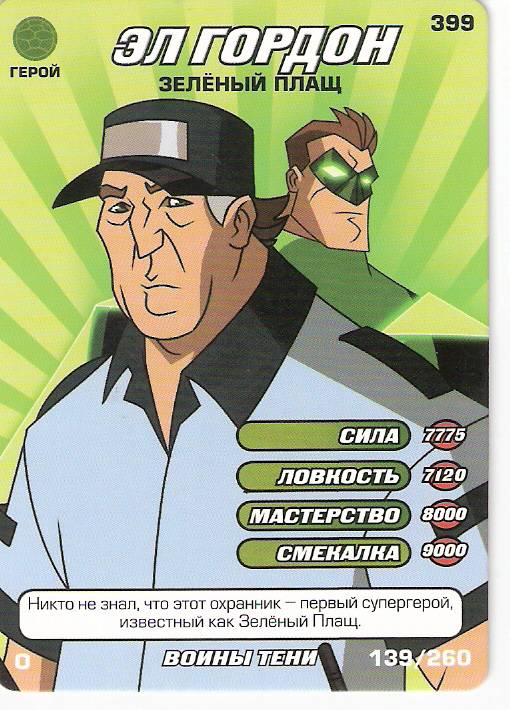 399
ЭЛ ГОРДОН
ГЕРОЙ
ЗЕЛЁНЫЙ ПЛАЩ
СИЛА 7775
ЛОВКОСТЬ 7120
МАСТЕРСТВО 8000
СМЕКАЛКА 9000
Никто не знал, что этот охранник – первый супергерой,
известный как Зелёный Плащ.
0 ВОИНЫ ТЕНИ 139/260